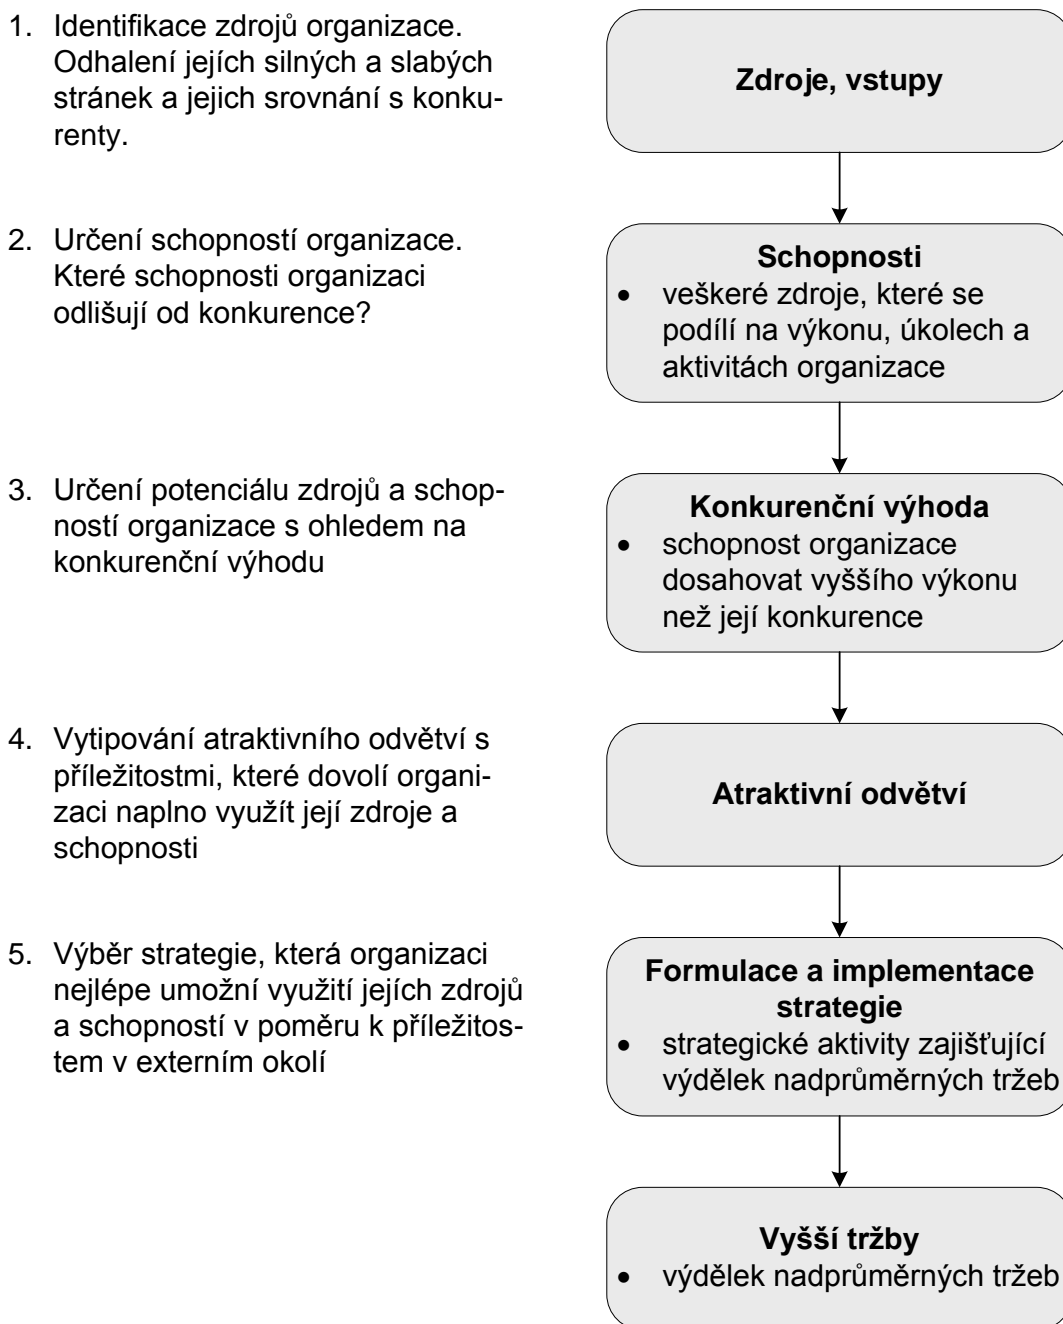 1. Identifikace zdrojů organizace.
Odhalení jejích silných a slabých
stránek a jejich srovnání s konku-
renty.
Zdroje, vstupy
2. Určení schopností organizace.
Které schopnosti organizaci
odlišují od konkurence?
Schopnosti
• veškeré zdroje, které se
podílí na výkonu, úkolech a
aktivitách organizace
3. Určení potenciálu zdrojů a schop-
ností organizace s ohledem na
konkurenční výhodu
Konkurenční výhoda
• schopnost organizace
dosahovat vyššího výkonu
než její konkurence
4. Vytipování atraktivního odvětví s
příležitostmi, které dovolí organi-
zaci naplno využít její zdroje a
schopnosti
Atraktivní odvětví
5. Výběr strategie, která organizaci
nejlépe umožní využití jejích zdrojů
a schopností v poměru k příležitos-
tem v externím okolí
Formulace a implementace
strategie
• strategické aktivity zajišťující
výdělek nadprůměrných tržeb
Vyšší tržby
• výdělek nadprůměrných tržeb